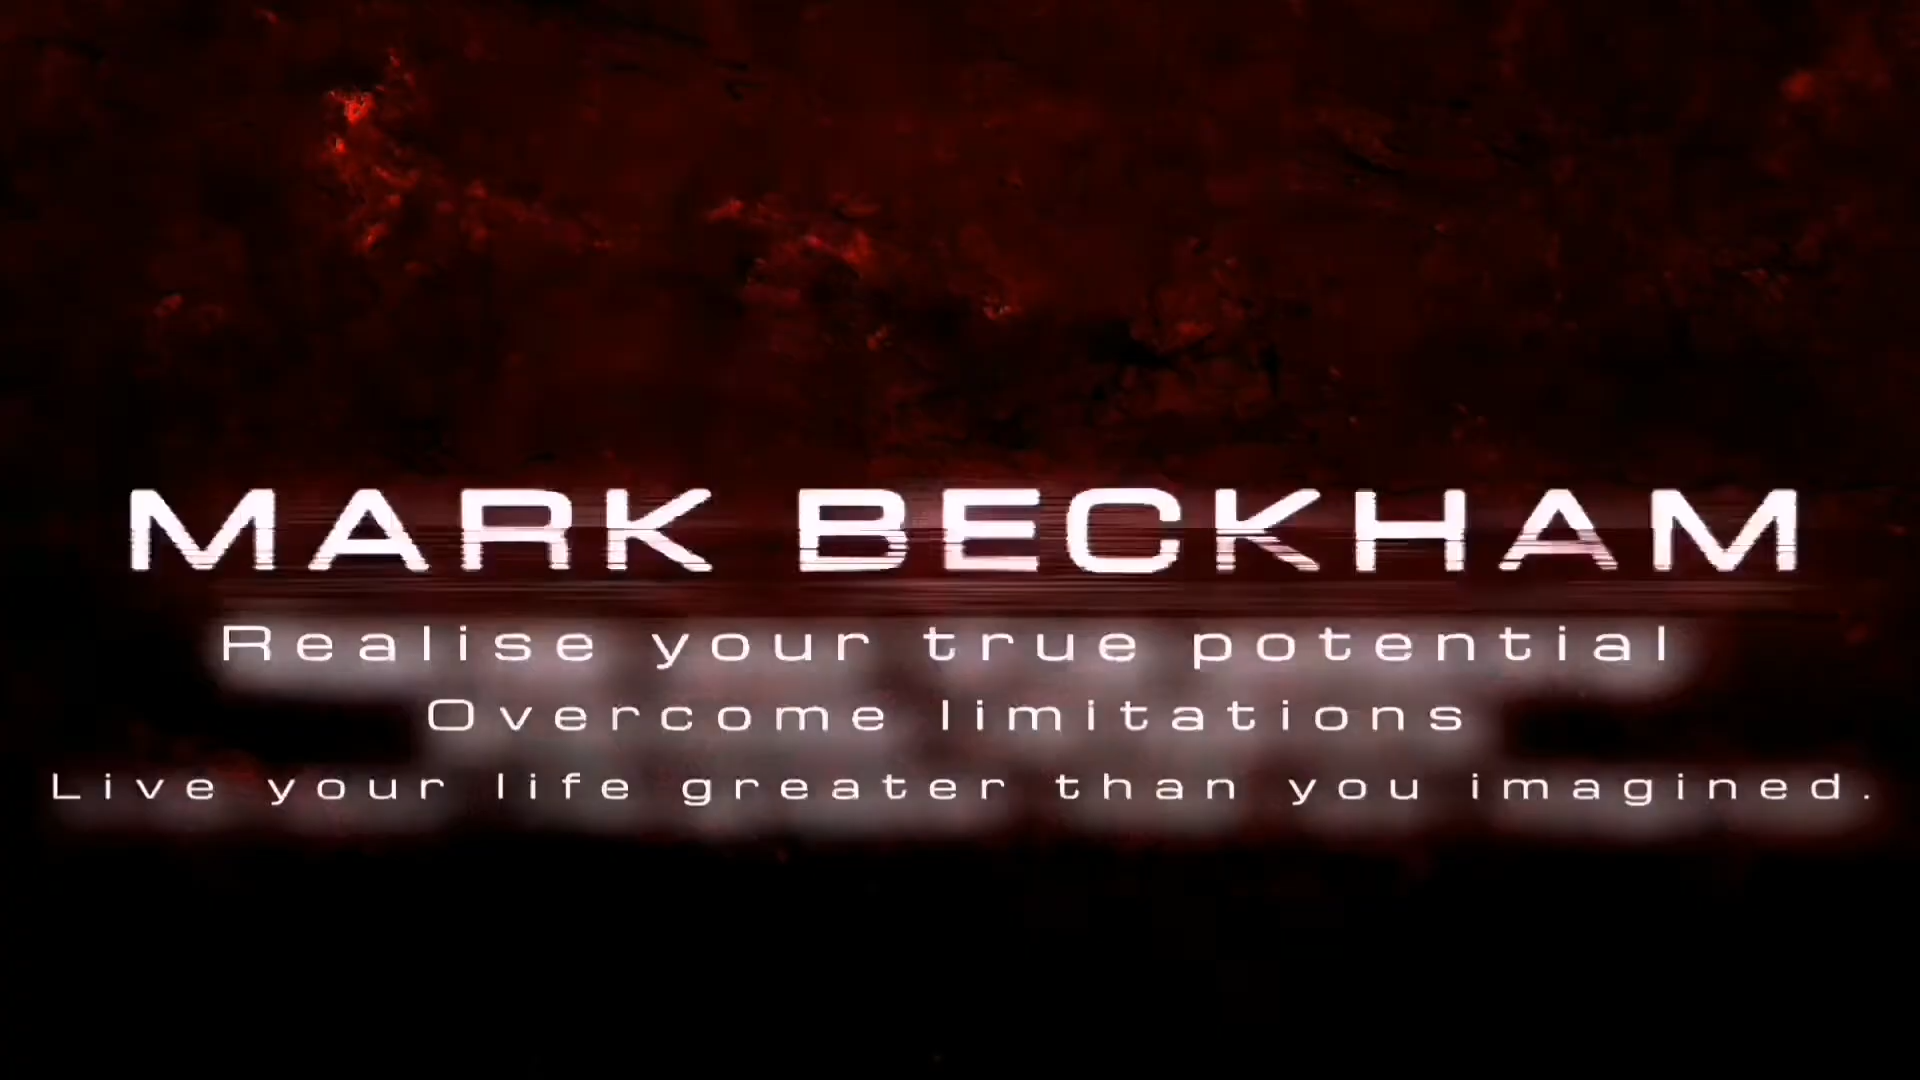 MARK BECKHAM
Realise your true potential
Overcome limitations
Live your life greater than you imagined.